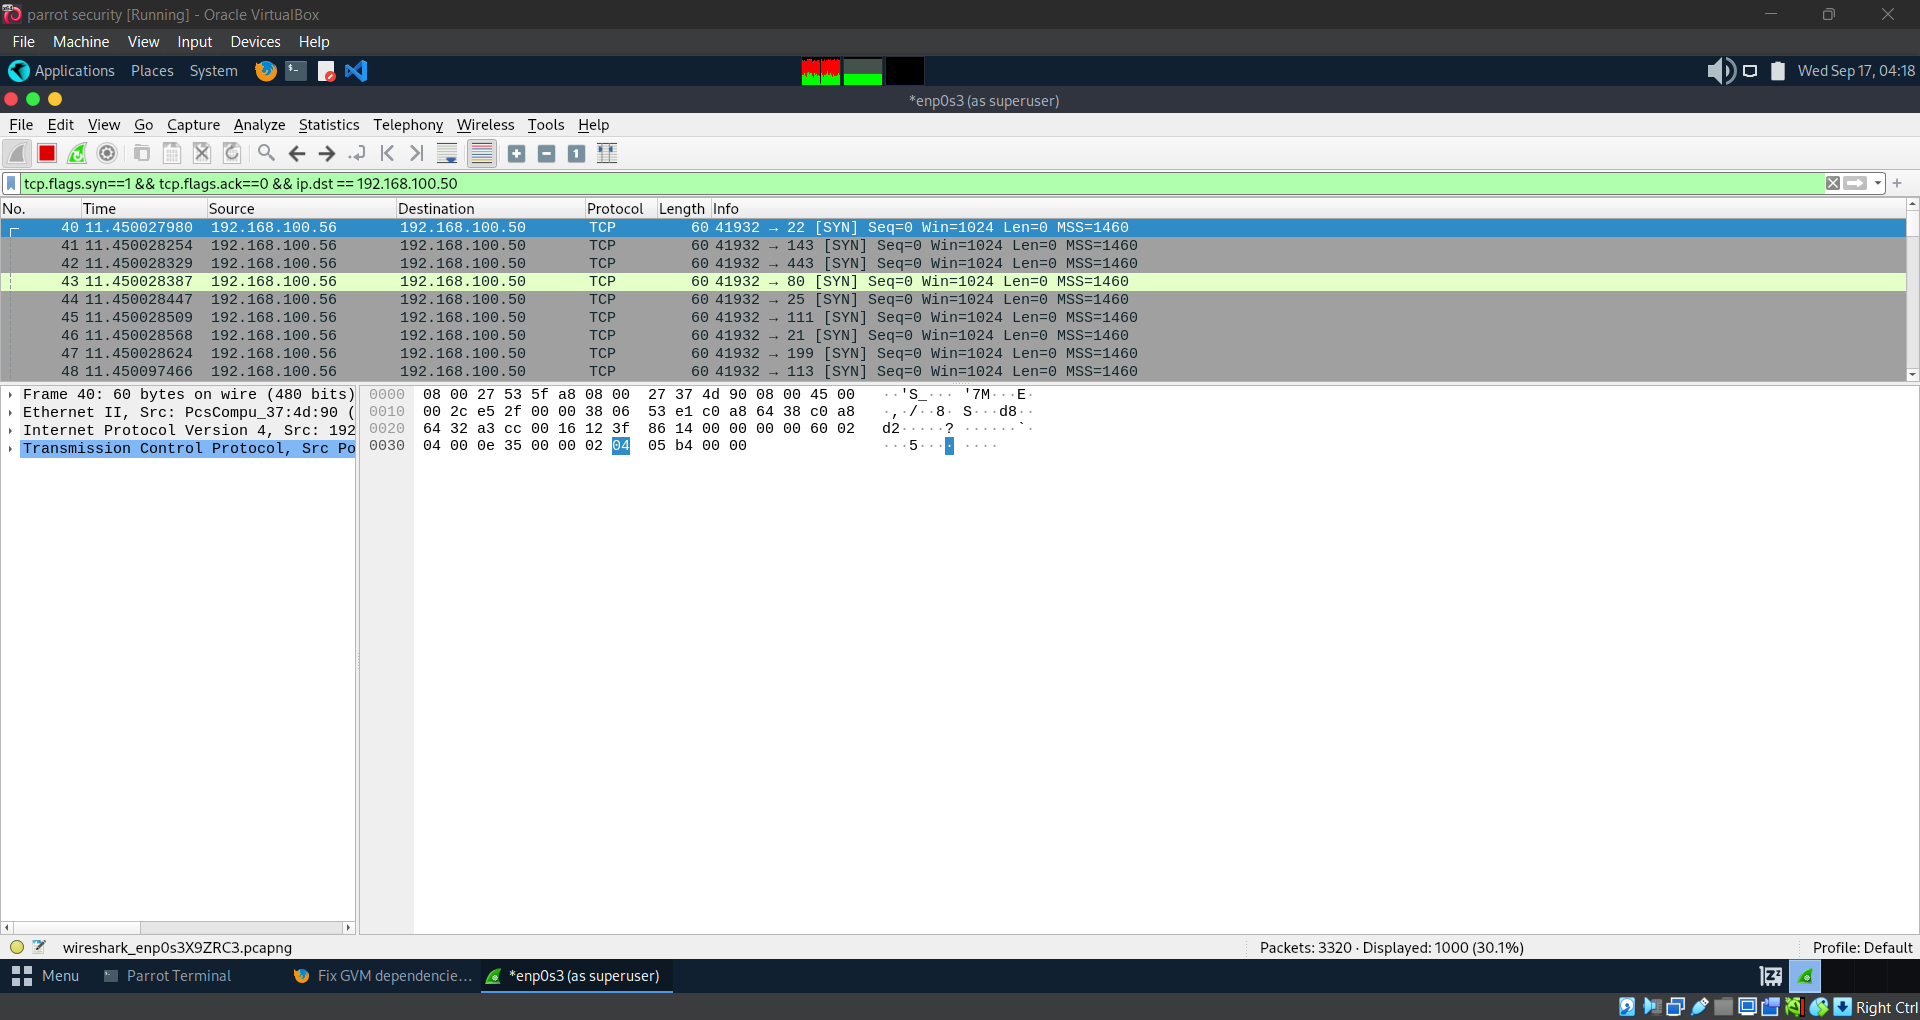 parrot security [Running] - Oracle VirtualBox
File Machine View Input Devices Help
Applications Places System Wed Sep 17, 04:18
*enp0s3 (as superuser)
File Edit View Go Capture Analyze Statistics Telephony Wireless Tools Help
tcp.flags.syn==1 && tcp.flags.ack==0 && ip.dst == 192.168.100.50
No. Time Source Destination Protocol Length Info
40 11.450027980 192.168.100.56 192.168.100.50 TCP 60 41932 → 22 [SYN] Seq=0 Win=1024 Len=0 MSS=1460
41 11.450028254 192.168.100.56 192.168.100.50 TCP 60 41932 → 143 [SYN] Seq=0 Win=1024 Len=0 MSS=1460
42 11.450028329 192.168.100.56 192.168.100.50 TCP 60 41932 → 443 [SYN] Seq=0 Win=1024 Len=0 MSS=1460
43 11.450028387 192.168.100.56 192.168.100.50 TCP 60 41932 → 80 [SYN] Seq=0 Win=1024 Len=0 MSS=1460
44 11.450028447 192.168.100.56 192.168.100.50 TCP 60 41932 → 25 [SYN] Seq=0 Win=1024 Len=0 MSS=1460
45 11.450028509 192.168.100.56 192.168.100.50 TCP 60 41932 → 111 [SYN] Seq=0 Win=1024 Len=0 MSS=1460
46 11.450028568 192.168.100.56 192.168.100.50 TCP 60 41932 → 21 [SYN] Seq=0 Win=1024 Len=0 MSS=1460
47 11.450028624 192.168.100.56 192.168.100.50 TCP 60 41932 → 199 [SYN] Seq=0 Win=1024 Len=0 MSS=1460
48 11.450097466 192.168.100.56 192.168.100.50 TCP 60 41932 → 113 [SYN] Seq=0 Win=1024 Len=0 MSS=1460
Frame 40: 60 bytes on wire (480 bits)
Ethernet II, Src: PcsCompu_37:4d:90 (
Internet Protocol Version 4, Src: 192
Transmission Control Protocol, Src Po
0000 08 00 27 53 5f a8 08 00 27 37 4d 90 08 00 45 00 ··'S_··· '7M···E·
0010 00 2c e5 2f 00 00 38 06 53 e1 c0 a8 64 38 c0 a8 ·,·/··8· S···d8··
0020 64 32 a3 cc 00 16 12 3f 86 14 00 00 00 00 60 02 d2·····? ······`·
0030 04 00 0e 35 00 00 02 04 05 b4 00 00 ···5···· ····
wireshark_enp0s3X9ZRC3.pcapng Packets: 3320 · Displayed: 1000 (30.1%) Profile: Default
Menu Parrot Terminal Fix GVM dependencie... *enp0s3 (as superuser)
Right Ctrl